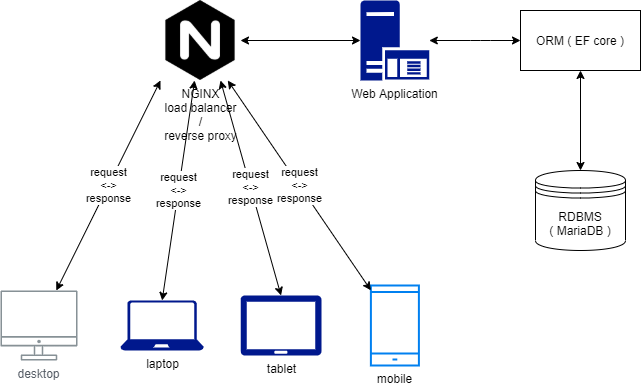 N
NGINX
load balancer
/
reverse proxy
Web Application
ORM ( EF core )
RDBMS
( MariaDB )
request
<->
response
request
<->
response
request
<->
response
request
<->
response
desktop
laptop
tablet
mobile